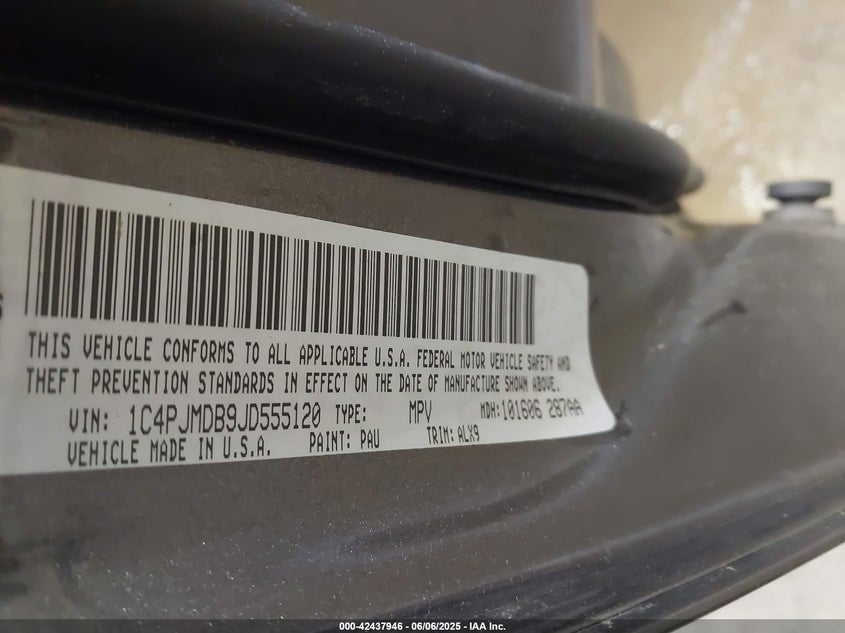 THIS VEHICLE CONFORMS TO ALL APPLICABLE U.S.A. FEDERAL MOTOR VEHICLE SAFETY AND
THEFT PREVENTION STANDARDS IN EFFECT ON THE DATE OF MANUFACTURE SHOWN ABOVE.
VIN: 1C4PJMDB9JD555120 TYPE: MPV MDH:101606 287AA
VEHICLE MADE IN U.S.A. PAINT: PAU TRIM: ALX9
000-42437946 - 06/06/2025 - IAA Inc.